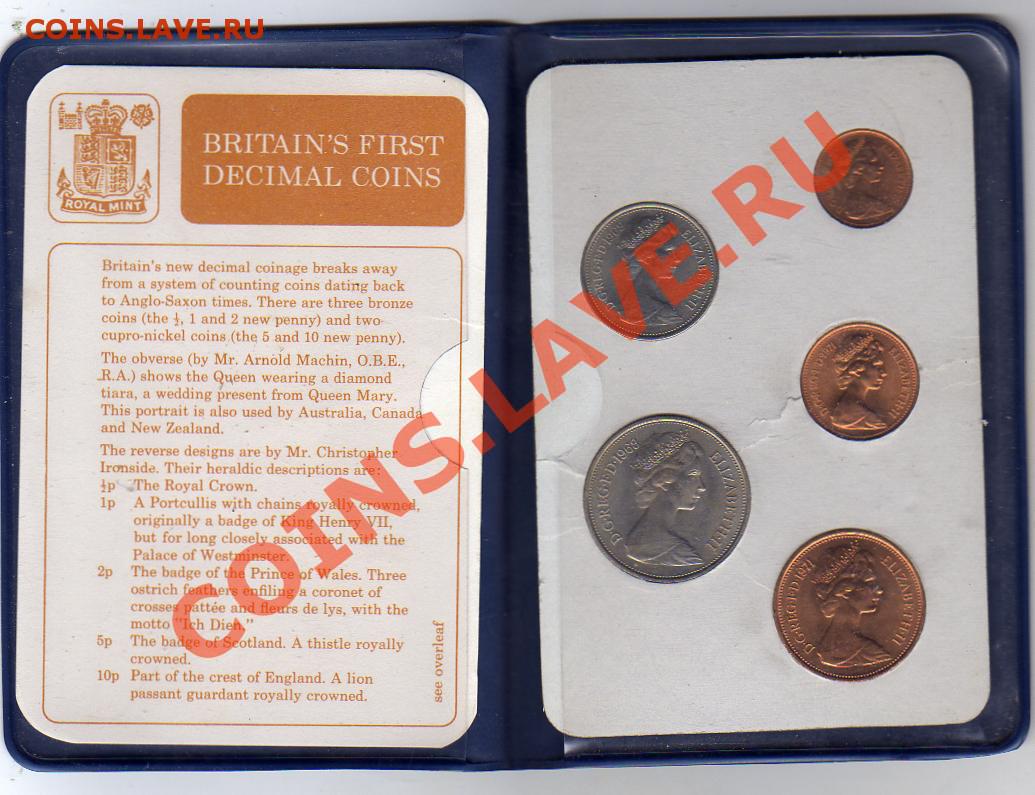 COINS.LAVE.RU
BRITAIN'S FIRST
DECIMAL COINS
ROYAL MINT
Britain's new decimal coinage breaks away
from a system of counting coins dating back
to Anglo-Saxon times. There are three bronze
coins (the ½, 1 and 2 new penny) and two
cupro-nickel coins (the 5 and 10 new penny).
The obverse (by Mr. Arnold Machin, O.B.E.,
R.A.) shows the Queen wearing a diamond
tiara, a wedding present from Queen Mary.
This portrait is also used by Australia, Canada
and New Zealand.
The reverse designs are by Mr. Christopher
Ironside. Their heraldic descriptions are:
½p The Royal Crown.
1p A Portcullis with chains royally crowned,
originally a badge of King Henry VII,
but for long closely associated with the
Palace of Westminster.
2p The badge of the Prince of Wales. Three
ostrich feathers enfiling a coronet of
crosses pattée and fleurs de lys, with the
motto "Ich Dien."
5p The badge of Scotland. A thistle royally
crowned.
10p Part of the crest of England. A lion
passant guardant royally crowned.
see overleaf
COINS.LAVE.RU
D·G·REG·F·D· ELIZABETH II
D·G·REG·F·D·1971 ELIZABETH II
D·G·REG·F·D·1969 ELIZABETH II
D·G·REG·F·D·1971 ELIZABETH II